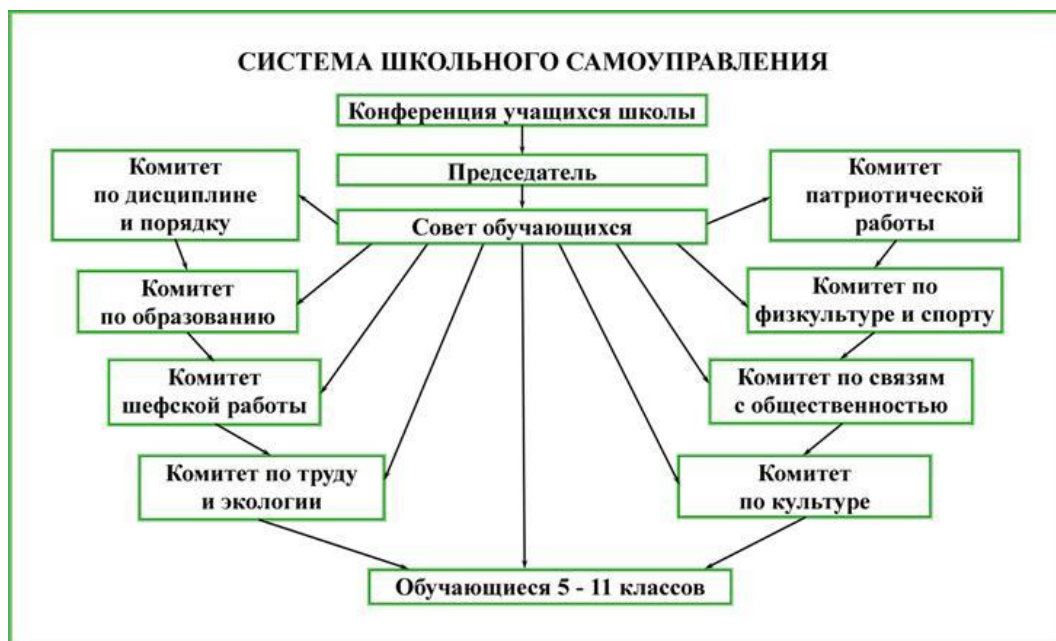 СИСТЕМА ШКОЛЬНОГО САМОУПРАВЛЕНИЯ
Конференция учащихся школы
Председатель
Совет обучающихся
Комитет
по дисциплине
и порядку
Комитет
по образованию
Комитет
шефской работы
Комитет по труду
и экологии
Комитет
патриотической
работы
Комитет по
физкультуре и спорту
Комитет по связям
с общественностью
Комитет
по культуре
Обучающиеся 5 - 11 классов